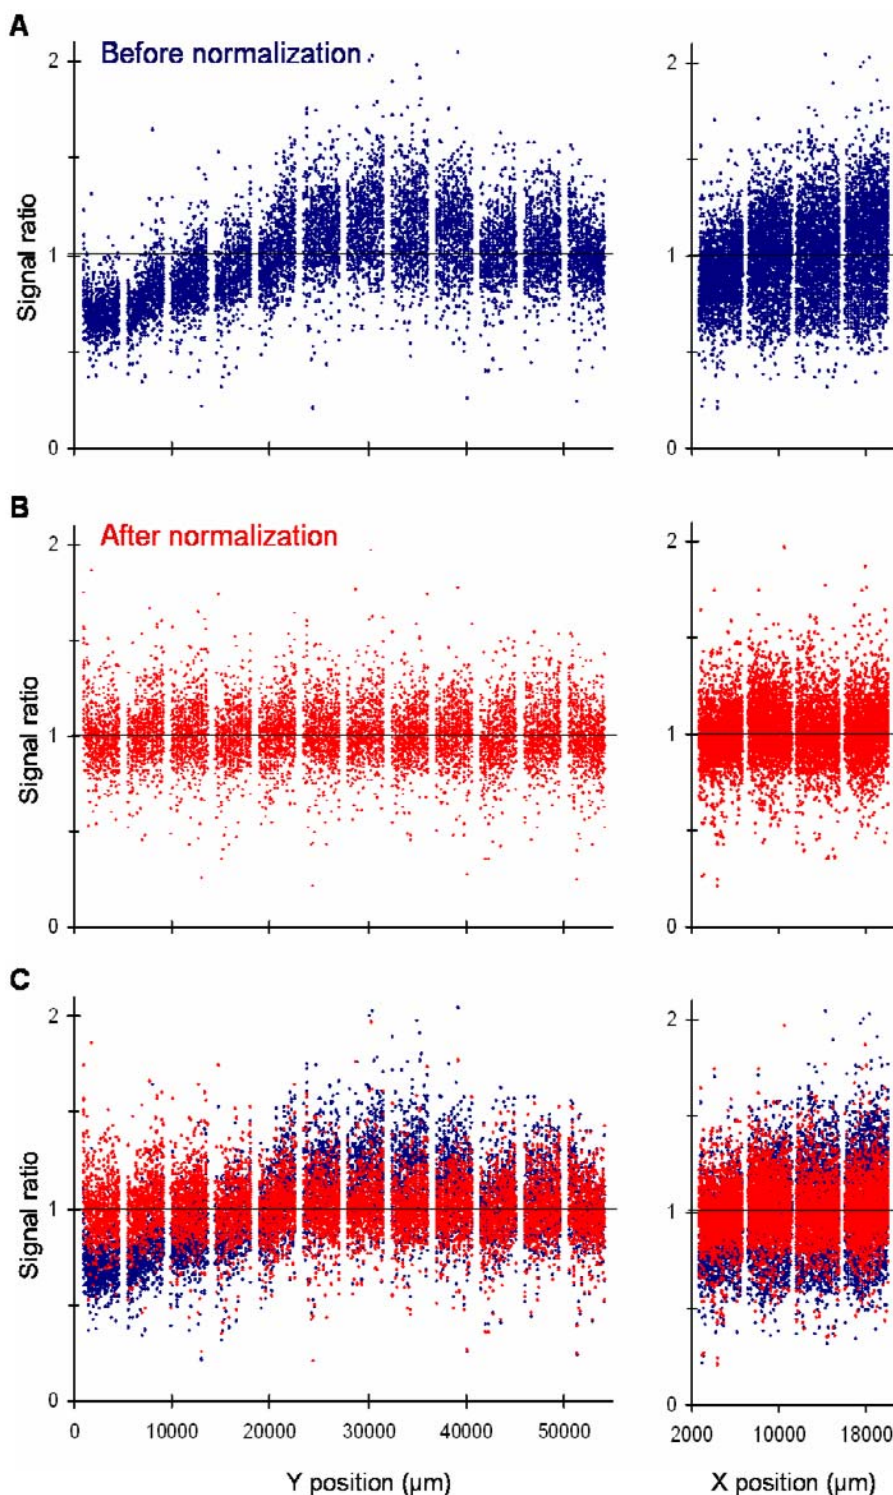 A
Before normalization
2
1
0
Signal ratio
2
1
0
B
After normalization
2
1
0
Signal ratio
2
1
0
C
2
1
0
Signal ratio
0 10000 20000 30000 40000 50000
Y position (µm)
2
1
0
2000 10000 18000
X position (µm)